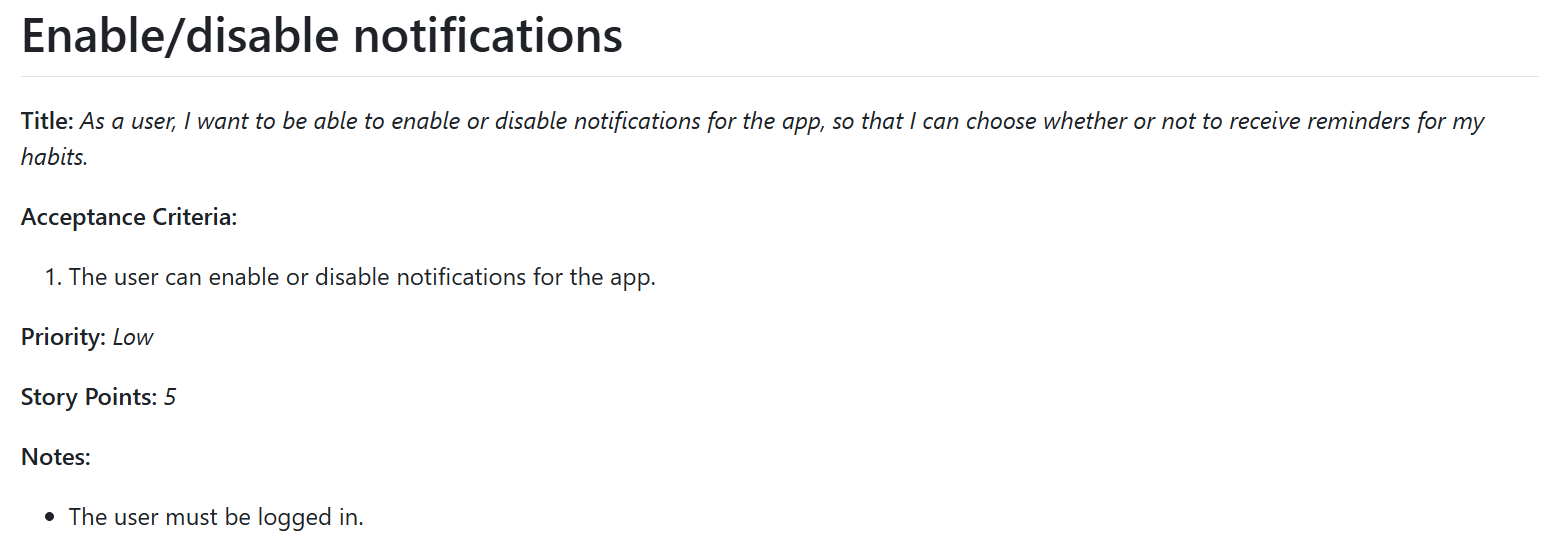 Enable/disable notifications
Title: As a user, I want to be able to enable or disable notifications for the app, so that I can choose whether or not to receive reminders for my
habits.
Acceptance Criteria:
1. The user can enable or disable notifications for the app.
Priority: Low
Story Points: 5
Notes:
• The user must be logged in.